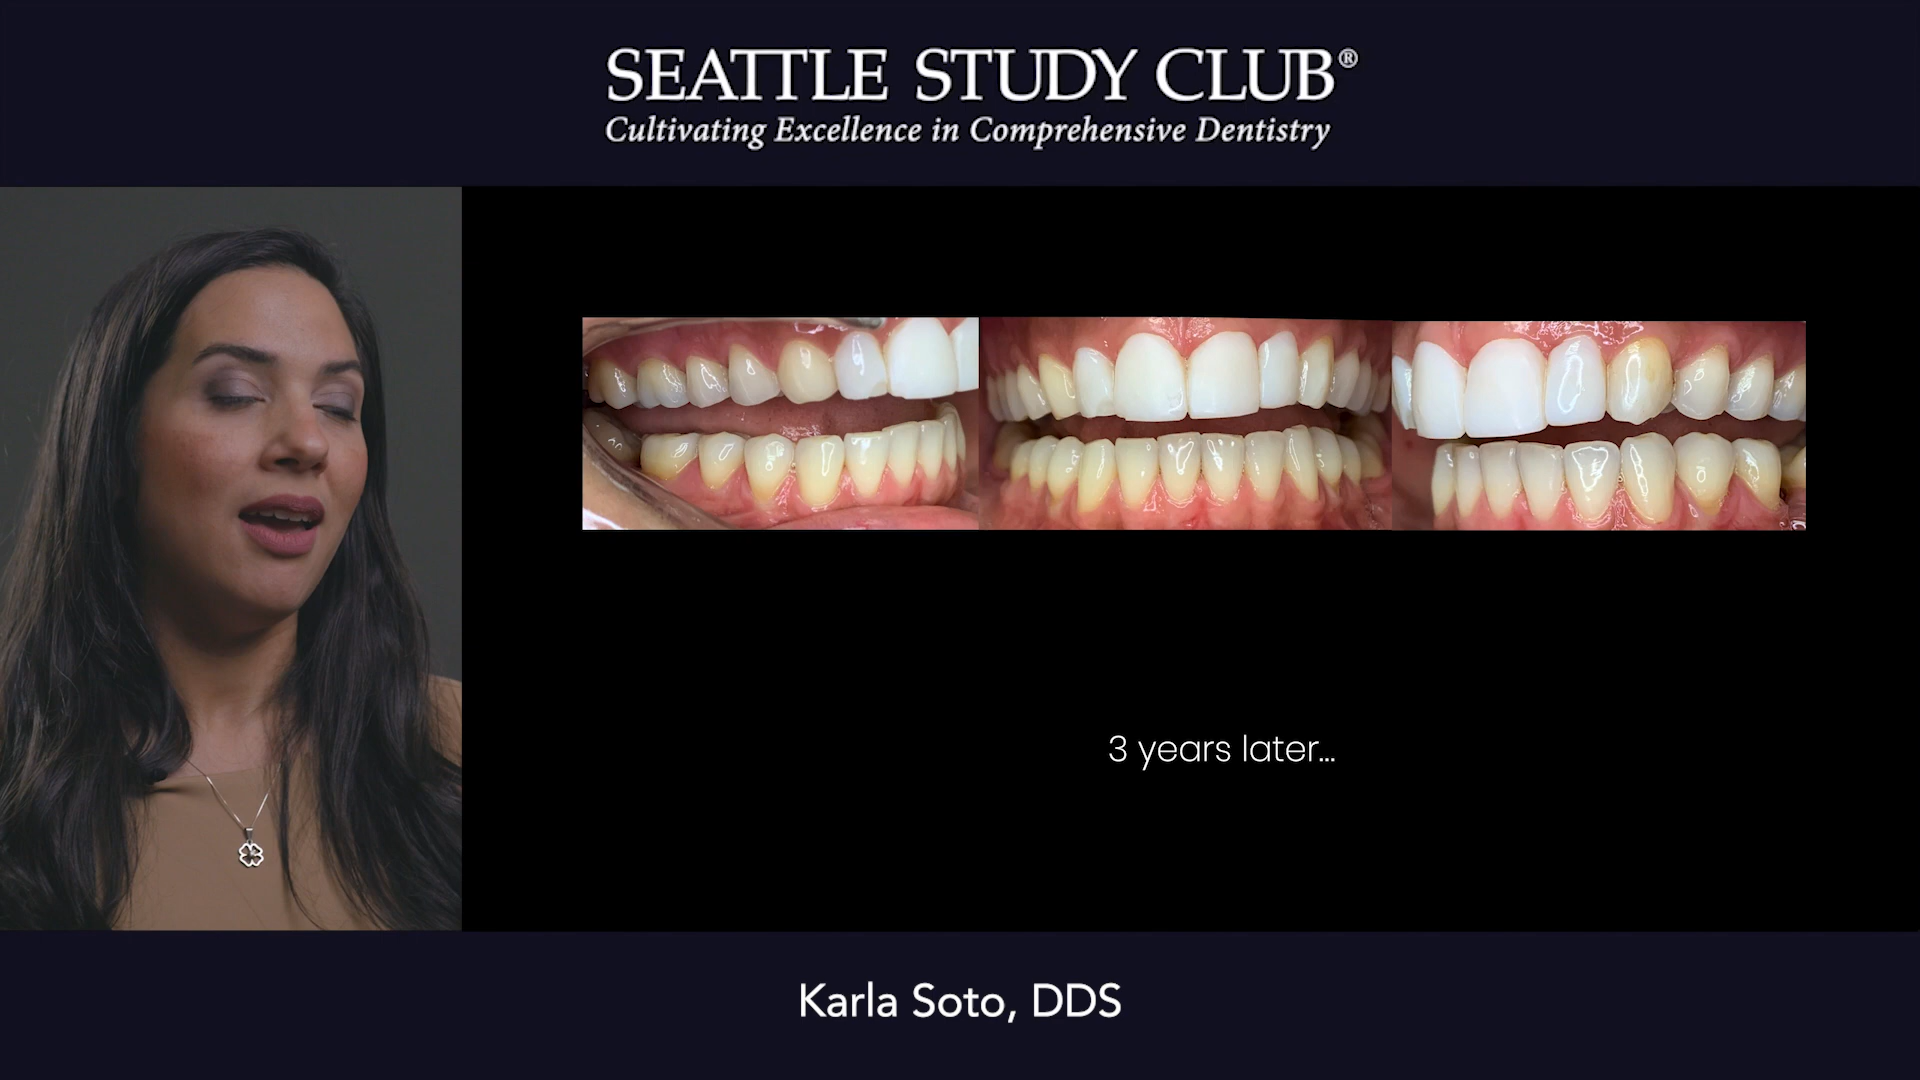 SEATTLE STUDY CLUB®
Cultivating Excellence in Comprehensive Dentistry
3 years later...
Karla Soto, DDS